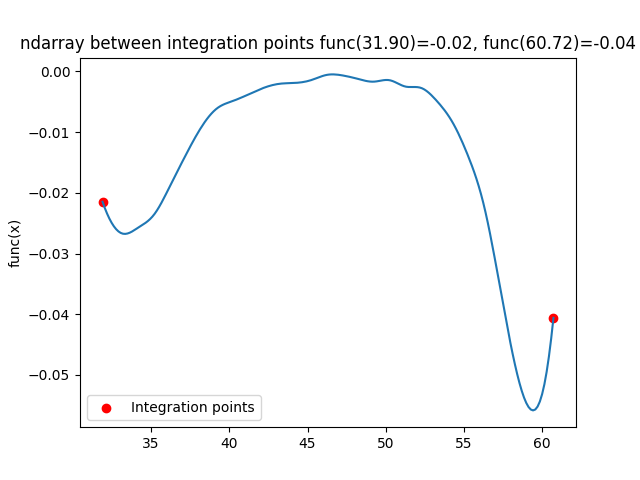 ndarray between integration points func(31.90)=-0.02, func(60.72)=-0.04
0.00
−0.01
−0.02
−0.03
−0.04
−0.05
func(x)
Integration points
35 40 45 50 55 60